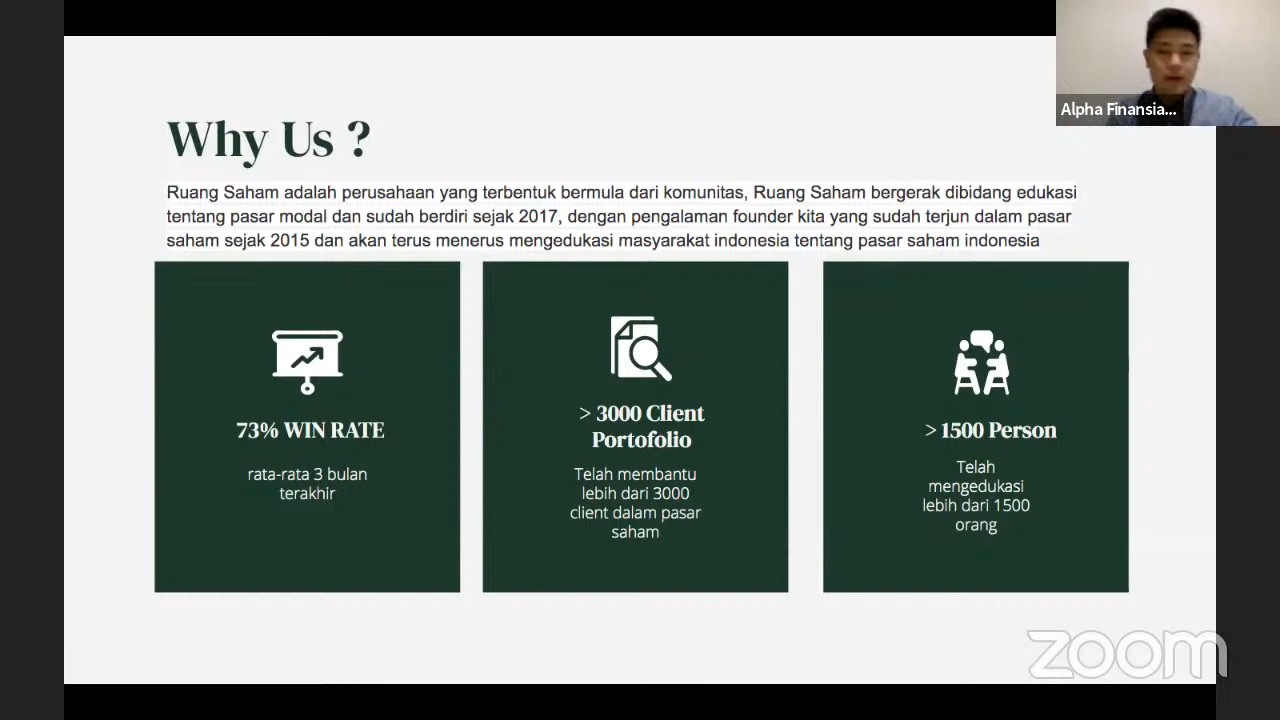 Alpha Finansia...
Why Us ?
Ruang Saham adalah perusahaan yang terbentuk bermula dari komunitas, Ruang Saham bergerak dibidang edukasi
tentang pasar modal dan sudah berdiri sejak 2017, dengan pengalaman founder kita yang sudah terjun dalam pasar
saham sejak 2015 dan akan terus menerus mengedukasi masyarakat indonesia tentang pasar saham indonesia
73% WIN RATE
rata-rata 3 bulan
terakhir
> 3000 Client
Portofolio
Telah membantu
lebih dari 3000
client dalam pasar
saham
> 1500 Person
Telah
mengedukasi
lebih dari 1500
orang
zoom